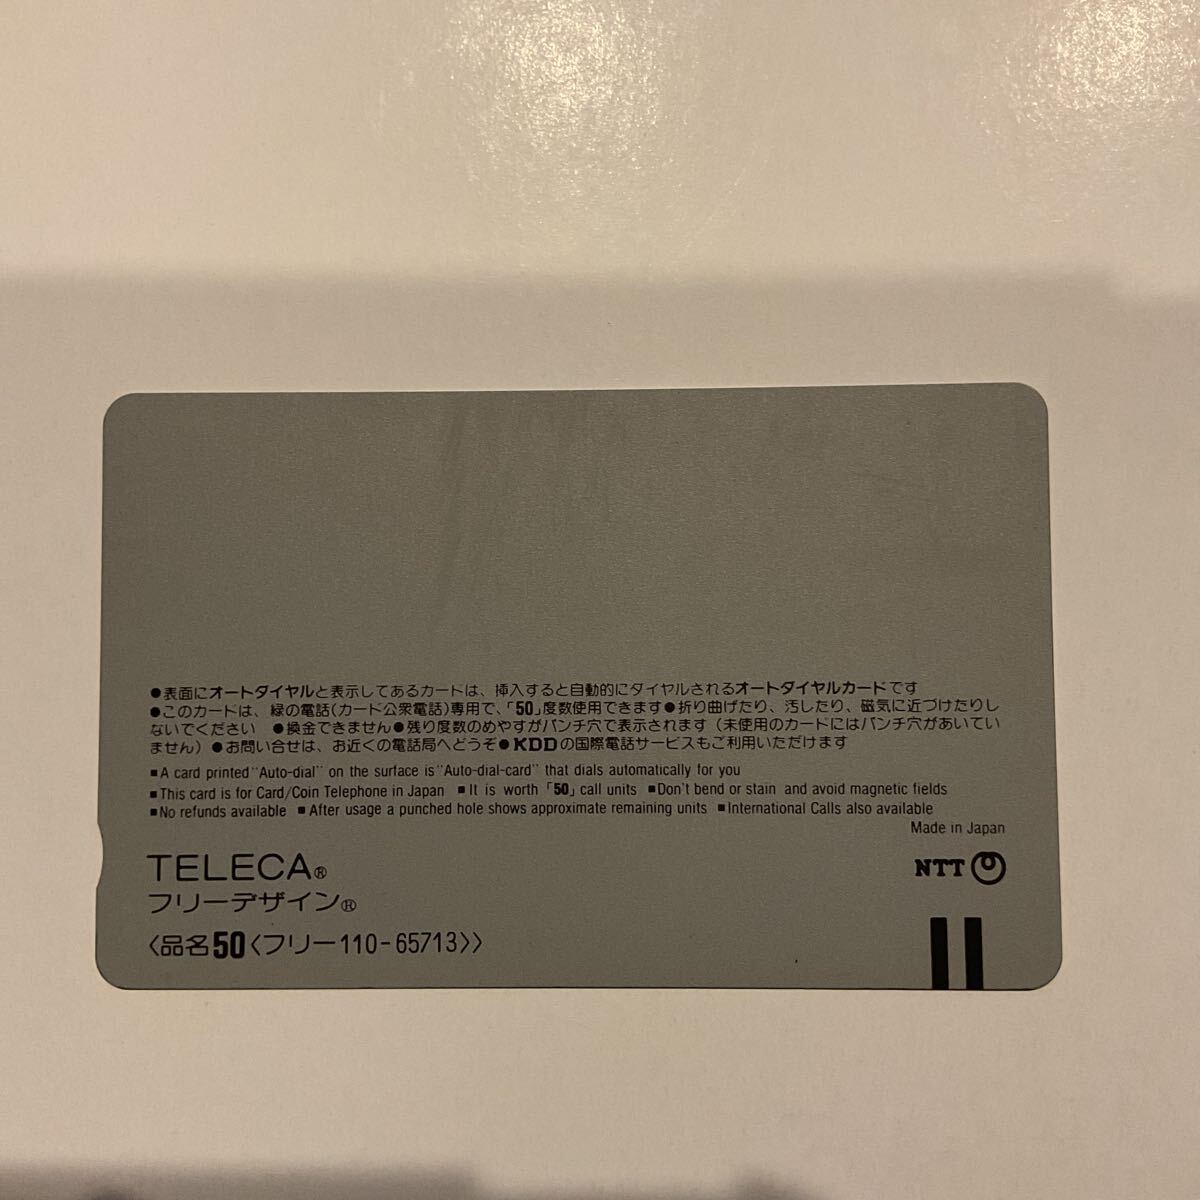 ●表面にオートダイヤルと表示してあるカードは、挿入すると自動的にダイヤルされるオートダイヤルカードです
●このカードは、緑の電話(カード公衆電話)専用で、「50」度数使用できます●折り曲げたり、汚したり、磁気に近づけたりし
ないでください ●換金できません●残り度数のめやすがパンチ穴で表示されます(未使用のカードにはパンチ穴があいてい
ません)●お問い合せは、お近くの電話局へどうぞ●KDDの国際電話サービスもご利用いただけます
■A card printed "Auto-dial" on the surface is "Auto-dial-card" that dials automatically for you
■This card is for Card/Coin Telephone in Japan ■It is worth 「50」 call units ■Don't bend or stain and avoid magnetic fields
■No refunds available ■After usage a punched hole shows approximate remaining units ■International Calls also available
Made in Japan
TELECA®
NTT
フリーデザイン®
〈品名50〈フリー110-65713〉〉